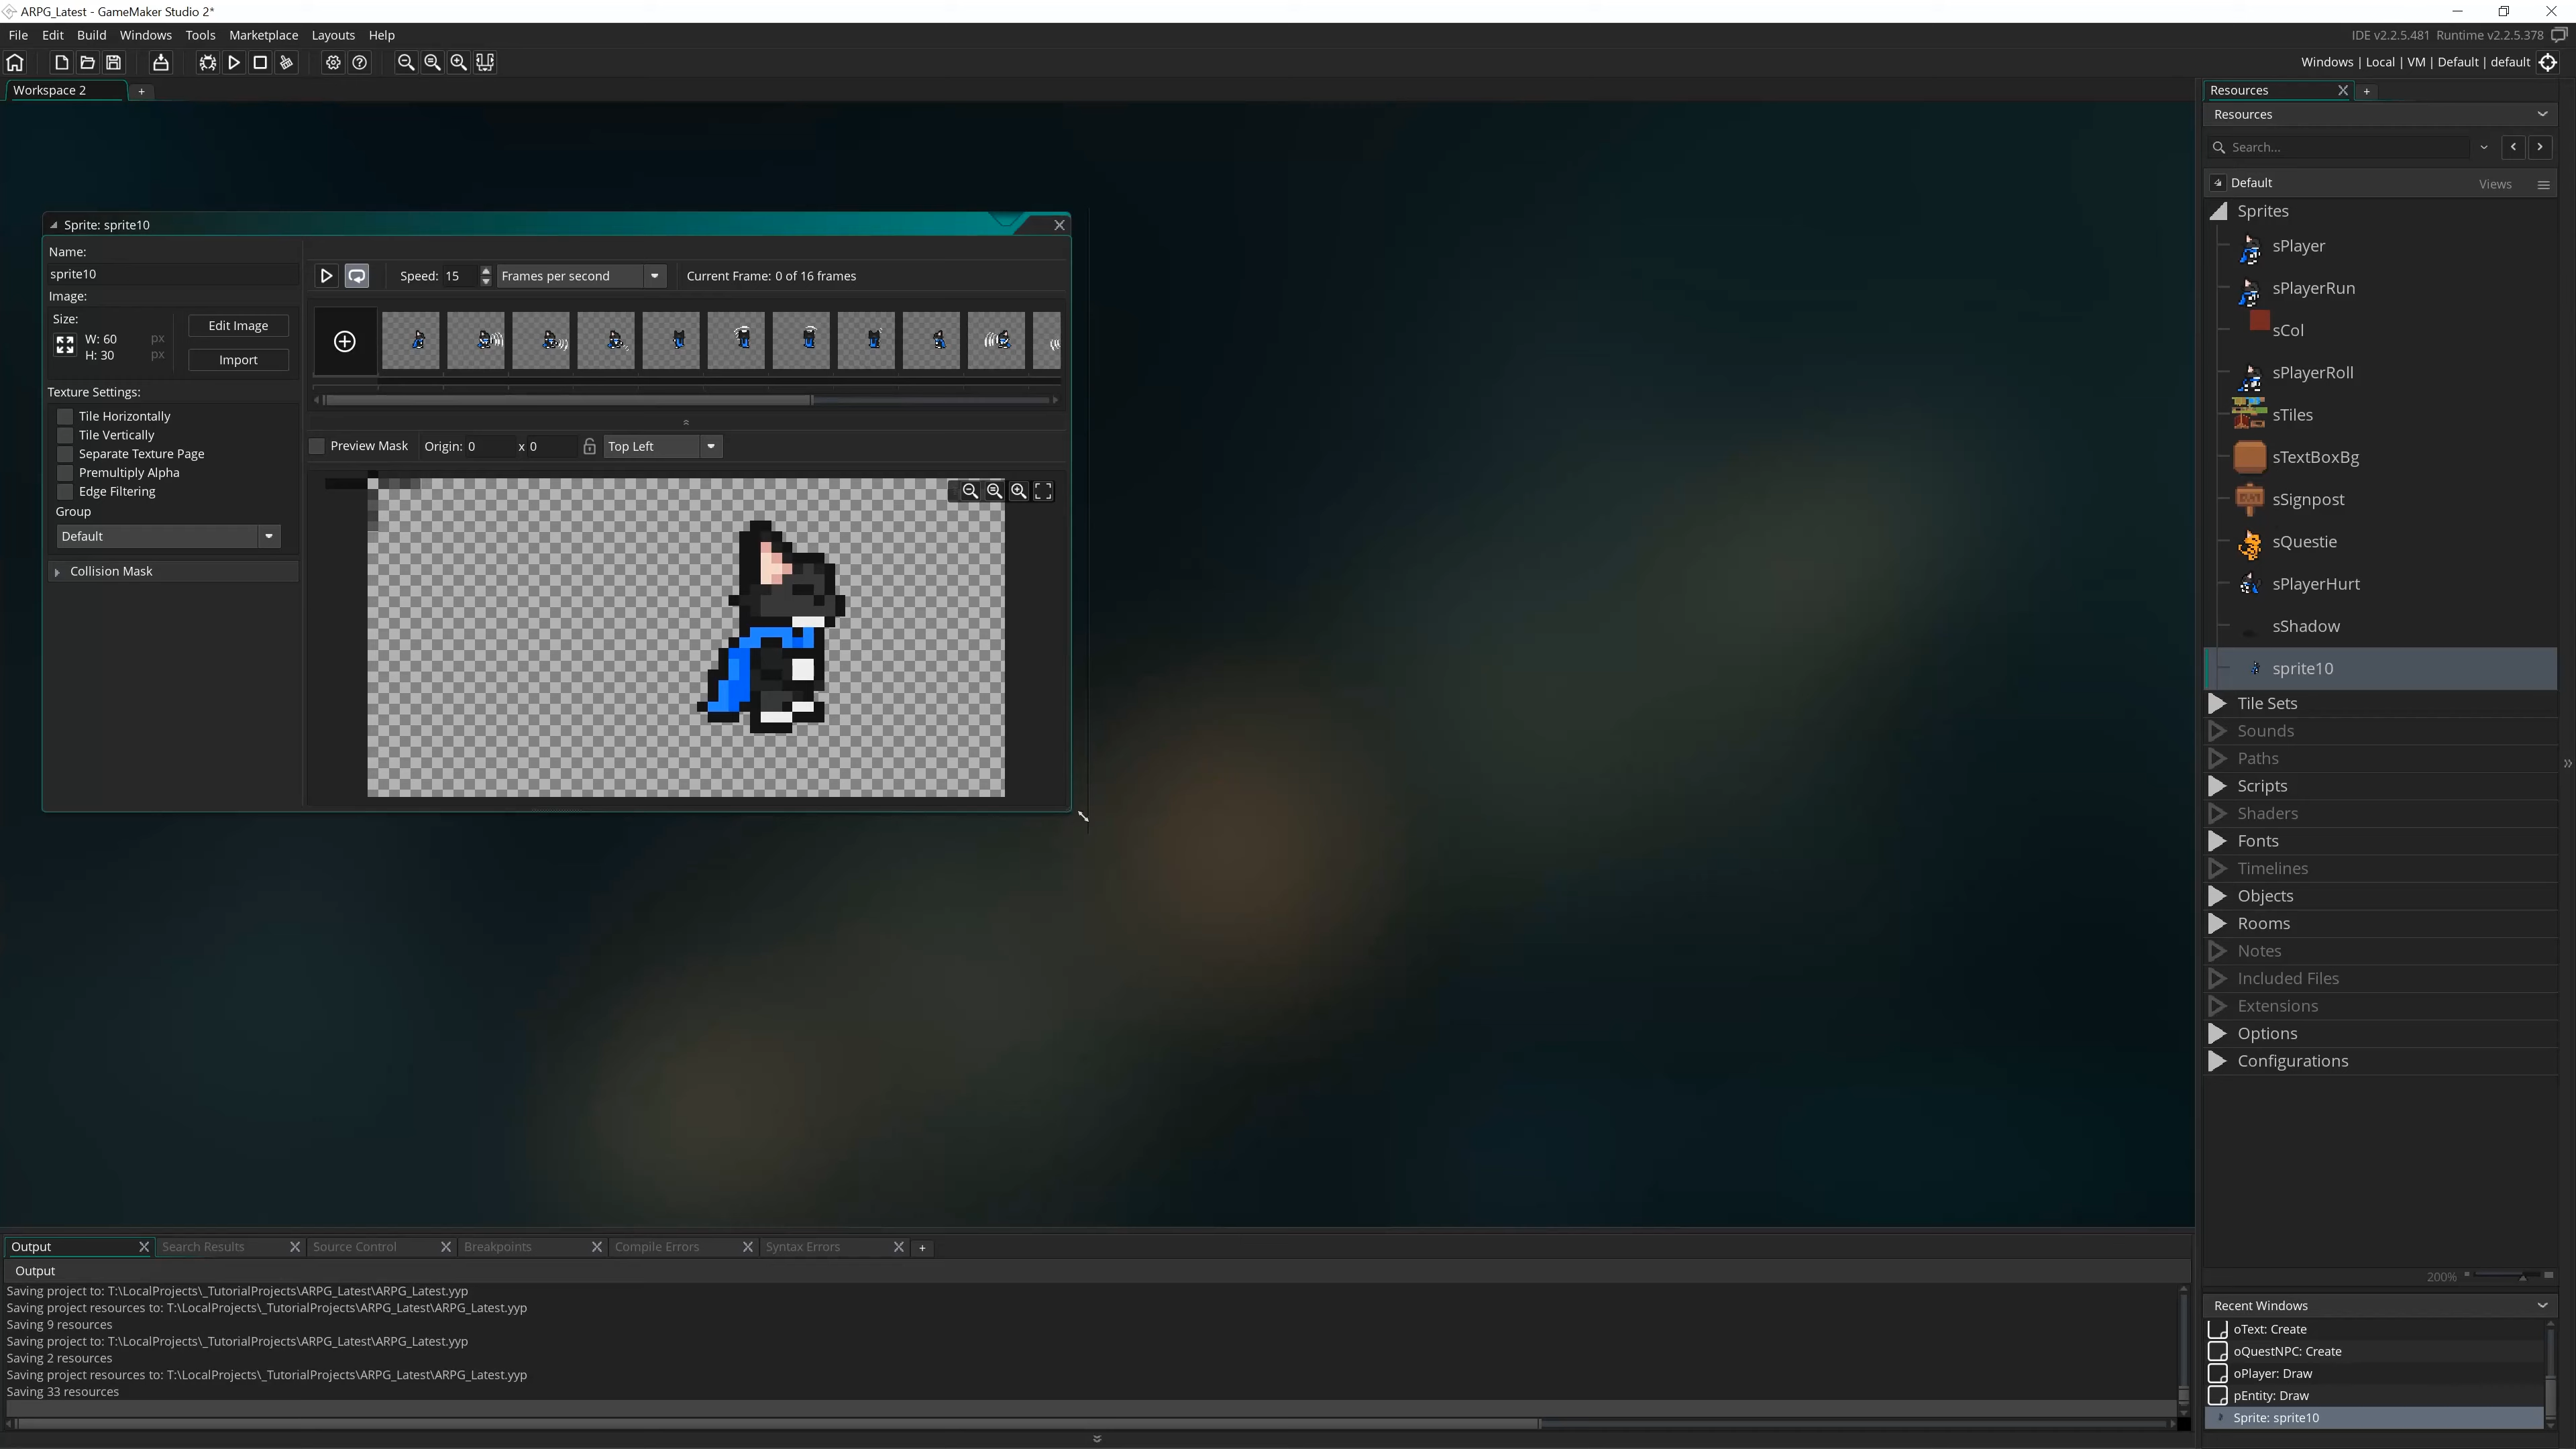 ARPG_Latest - GameMaker Studio 2*
File Edit Build Windows Tools Marketplace Layouts Help
IDE v2.2.5.481 Runtime v2.2.5.378
Windows | Local | VM | Default | default
Workspace 2
Resources
Resources
Search...
Default
Views
Sprites
sPlayer
sPlayerRun
sCol
sPlayerRoll
sTiles
sTextBoxBg
sSignpost
sQuestie
sPlayerHurt
sShadow
sprite10
Tile Sets
Sounds
Paths
Scripts
Shaders
Fonts
Timelines
Objects
Rooms
Notes
Included Files
Extensions
Options
Configurations
200%
Recent Windows
oText: Create
oQuestNPC: Create
oPlayer: Draw
pEntity: Draw
Sprite: sprite10
Sprite: sprite10
Name:
sprite10
Image:
Size:
W: 60 px
H: 30 px
Edit Image
Import
Texture Settings:
Tile Horizontally
Tile Vertically
Separate Texture Page
Premultiply Alpha
Edge Filtering
Group
Default
Collision Mask
Speed: 15 Frames per second
Current Frame: 0 of 16 frames
Preview Mask Origin: 0 x 0 Top Left
Output Search Results Source Control Breakpoints Compile Errors Syntax Errors
Output
Saving project to: T:\LocalProjects\_TutorialProjects\ARPG_Latest\ARPG_Latest.yyp
Saving project resources to: T:\LocalProjects\_TutorialProjects\ARPG_Latest\ARPG_Latest.yyp
Saving 9 resources
Saving project to: T:\LocalProjects\_TutorialProjects\ARPG_Latest\ARPG_Latest.yyp
Saving 2 resources
Saving project resources to: T:\LocalProjects\_TutorialProjects\ARPG_Latest\ARPG_Latest.yyp
Saving 33 resources